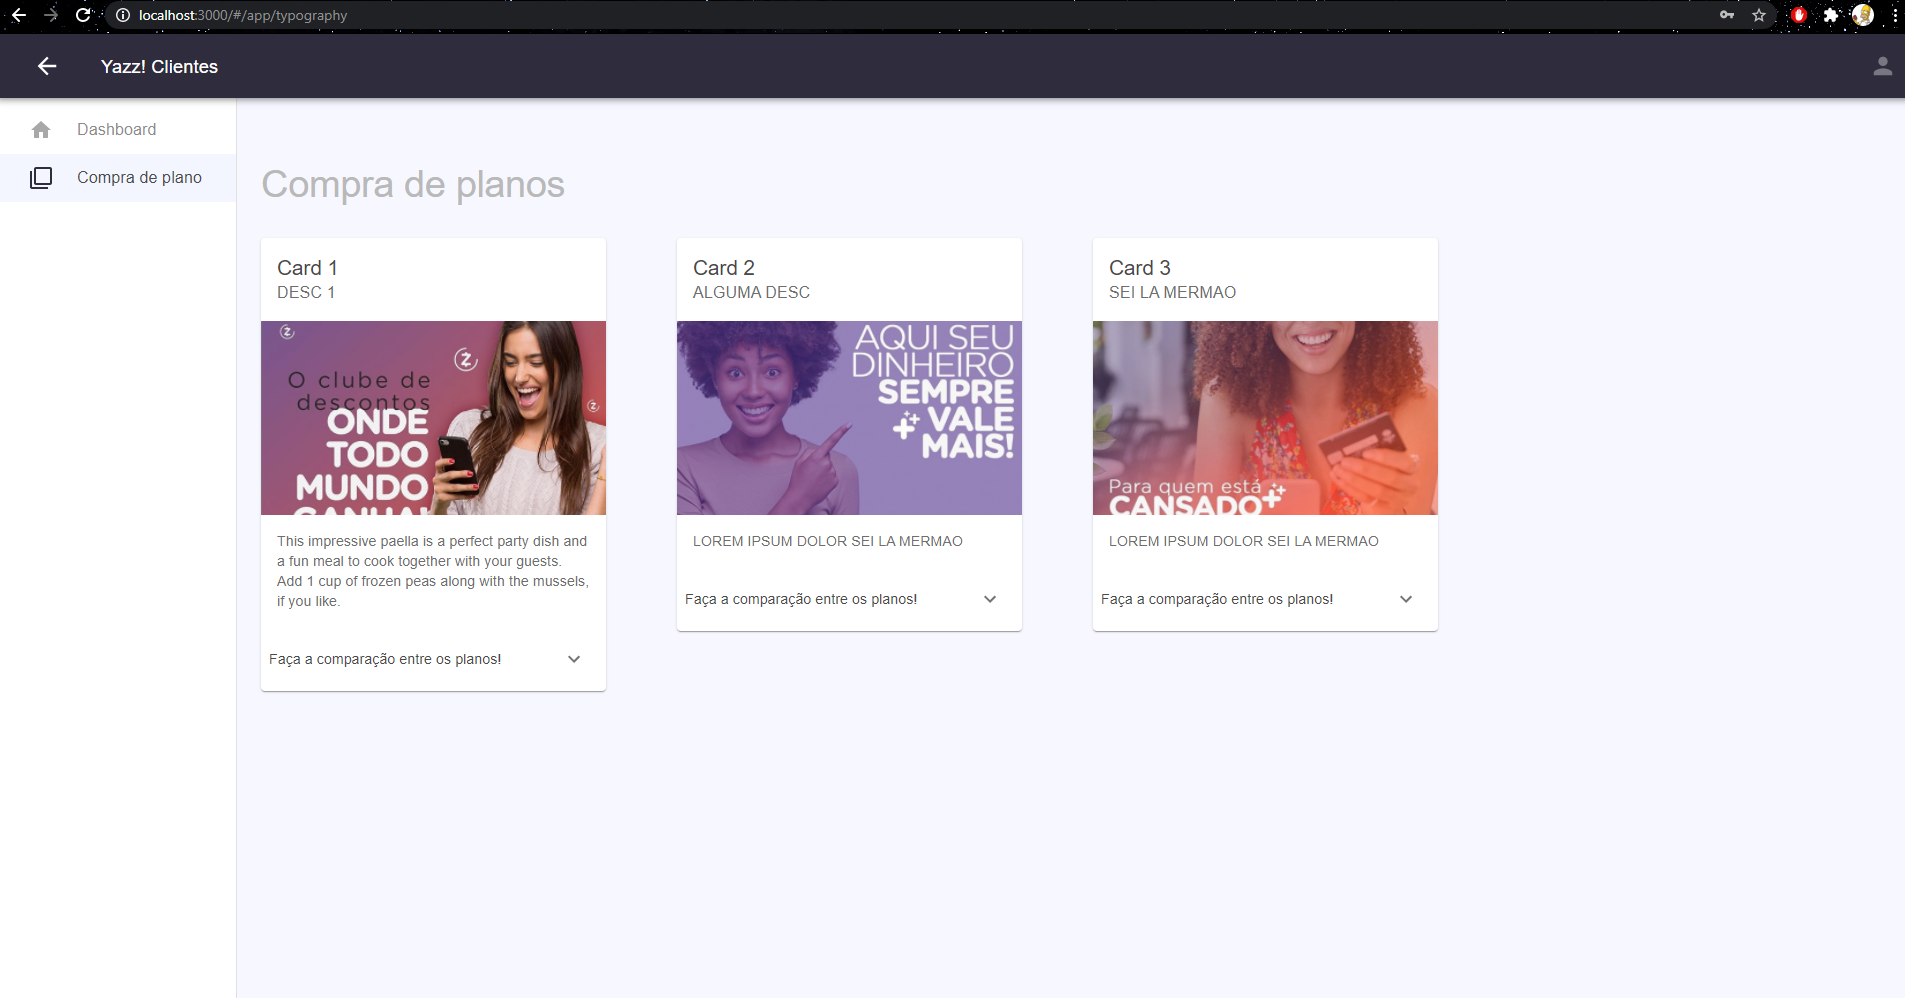 localhost:3000/#/app/typography
Yazz! Clientes
Dashboard
Compra de plano
Compra de planos
Card 1
DESC 1
O clube de
descontos
ONDE
TODO
MUNDO
GANHA!
This impressive paella is a perfect party dish and
a fun meal to cook together with your guests.
Add 1 cup of frozen peas along with the mussels,
if you like.
Faça a comparação entre os planos!
Card 2
ALGUMA DESC
AQUI SEU
DINHEIRO
SEMPRE
VALE
MAIS!
LOREM IPSUM DOLOR SEI LA MERMAO
Faça a comparação entre os planos!
Card 3
SEI LA MERMAO
Para quem está
CANSADO
LOREM IPSUM DOLOR SEI LA MERMAO
Faça a comparação entre os planos!